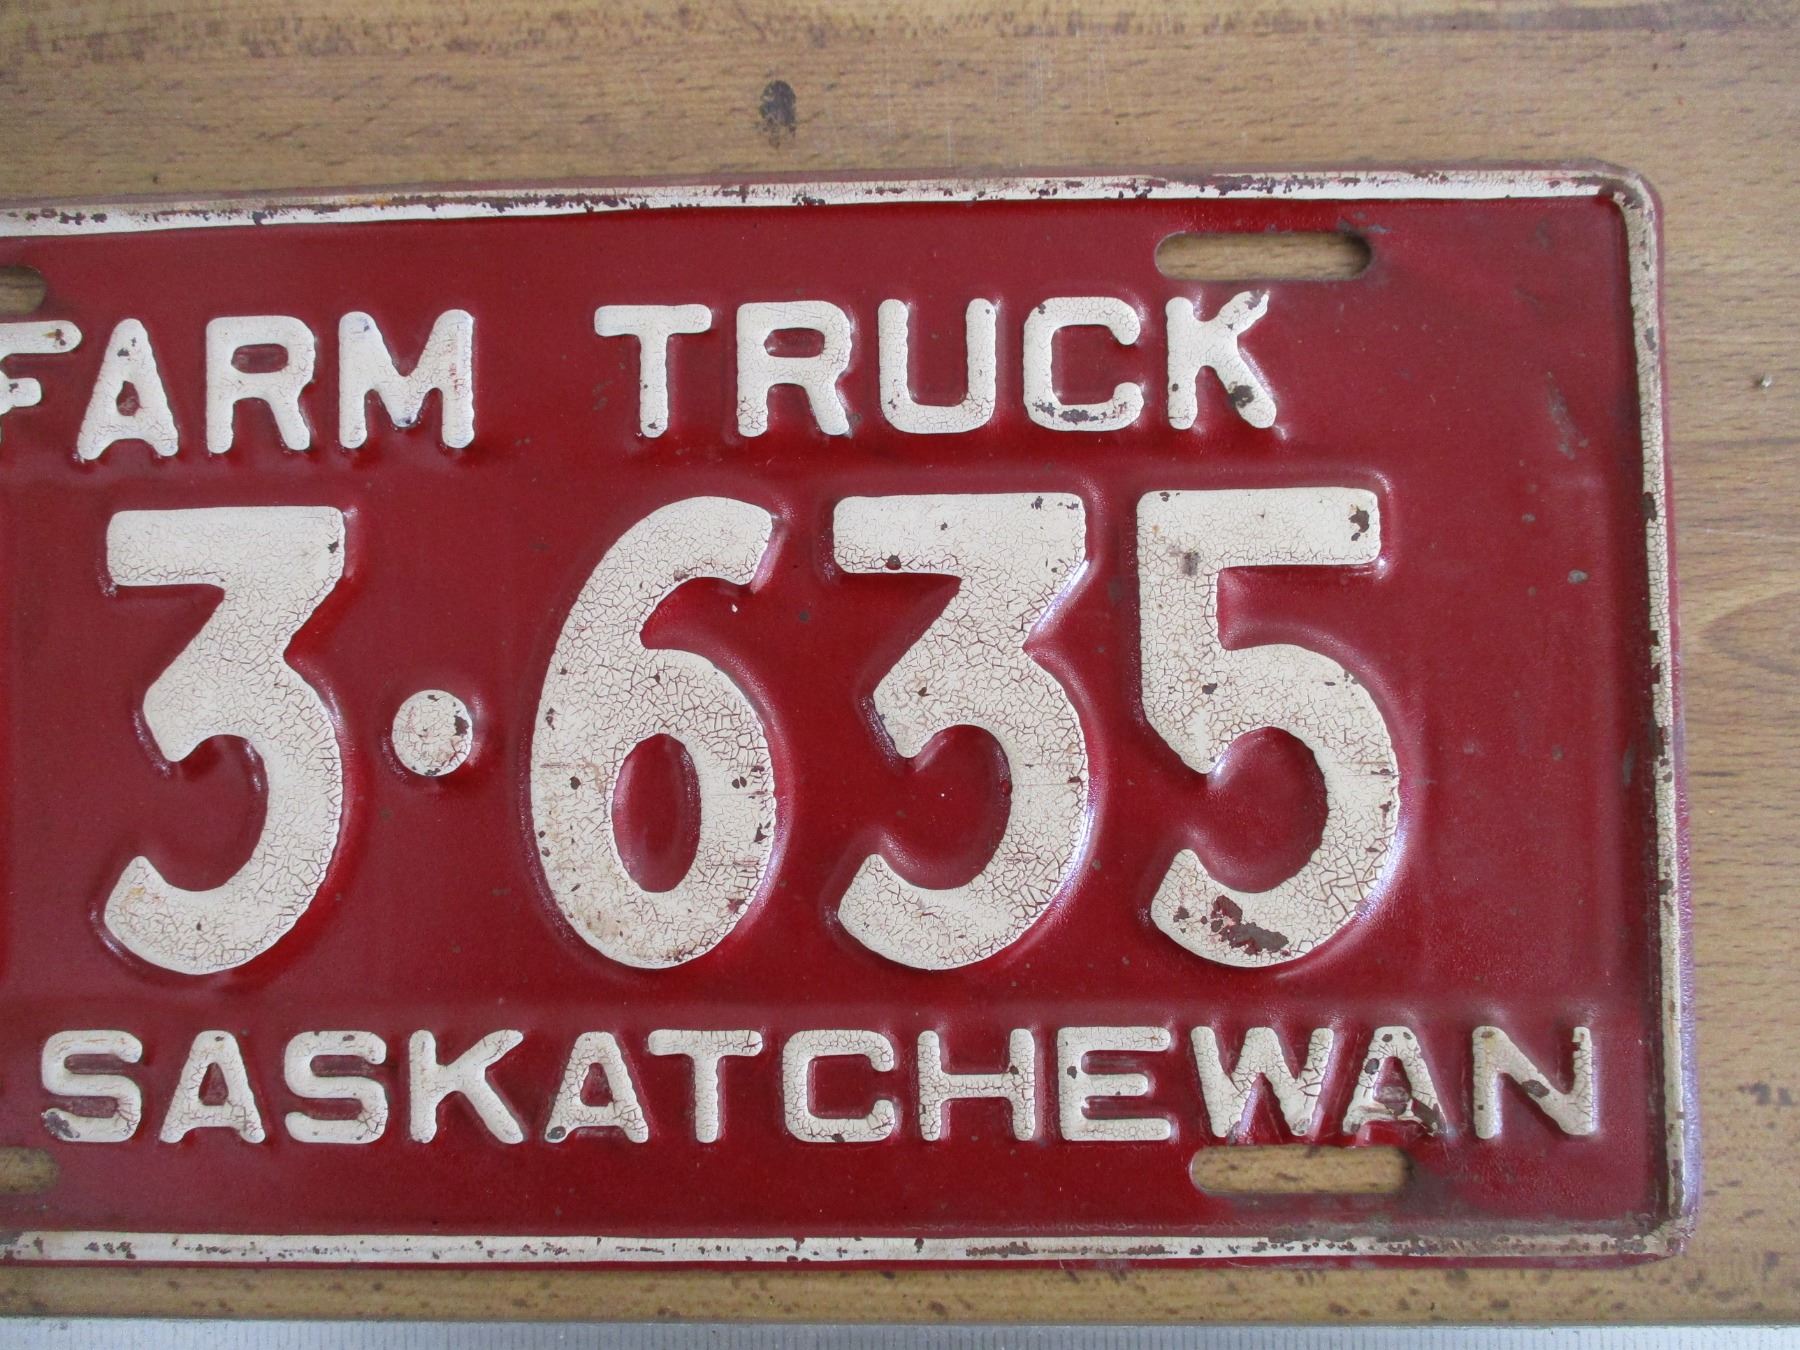 FARM TRUCK
3·635
SASKATCHEWAN